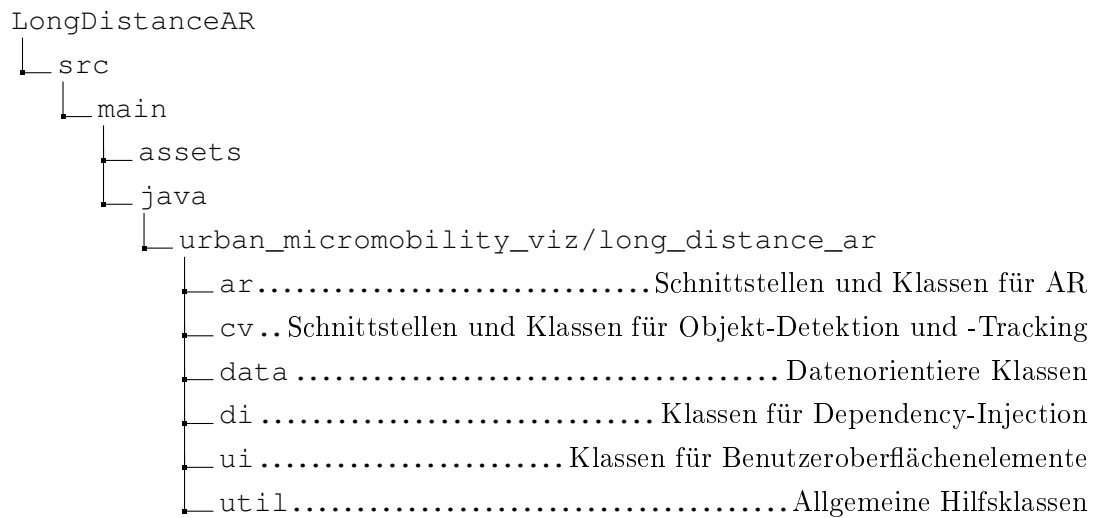 LongDistanceAR
src
main
assets
java
urban_micromobility_viz/long_distance_ar
ar...............................Schnittstellen und Klassen für AR
cv..Schnittstellen und Klassen für Objekt-Detektion und -Tracking
data......................................Datenorientiere Klassen
di...............................Klassen für Dependency-Injection
ui........................Klassen für Benutzeroberflächenelemente
util.......................................Allgemeine Hilfsklassen